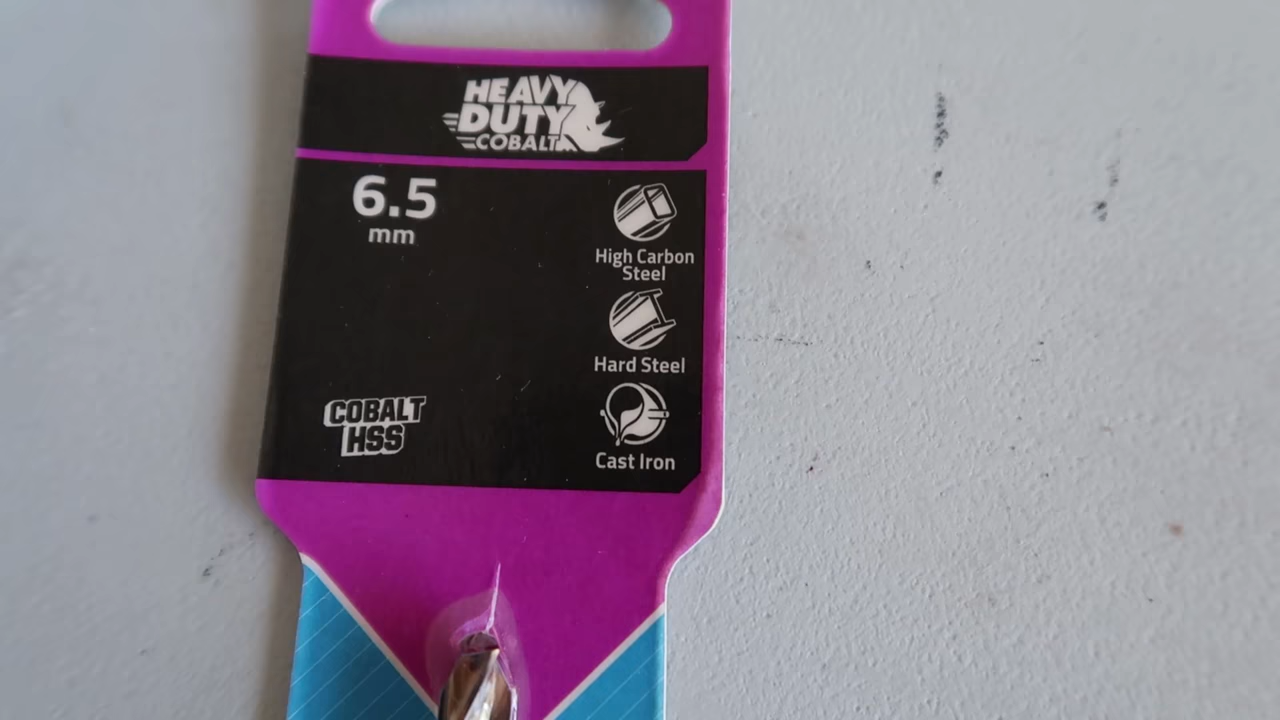 HEAVY
DUTY
COBALT
6.5
mm
High Carbon
Steel
Hard Steel
COBALT
HSS
Cast Iron